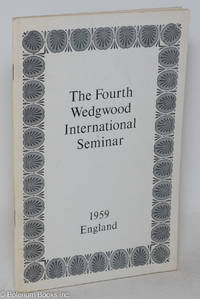 The Fourth
Wedgwood
International
Seminar
1959
England
© Bolerium Books Inc.